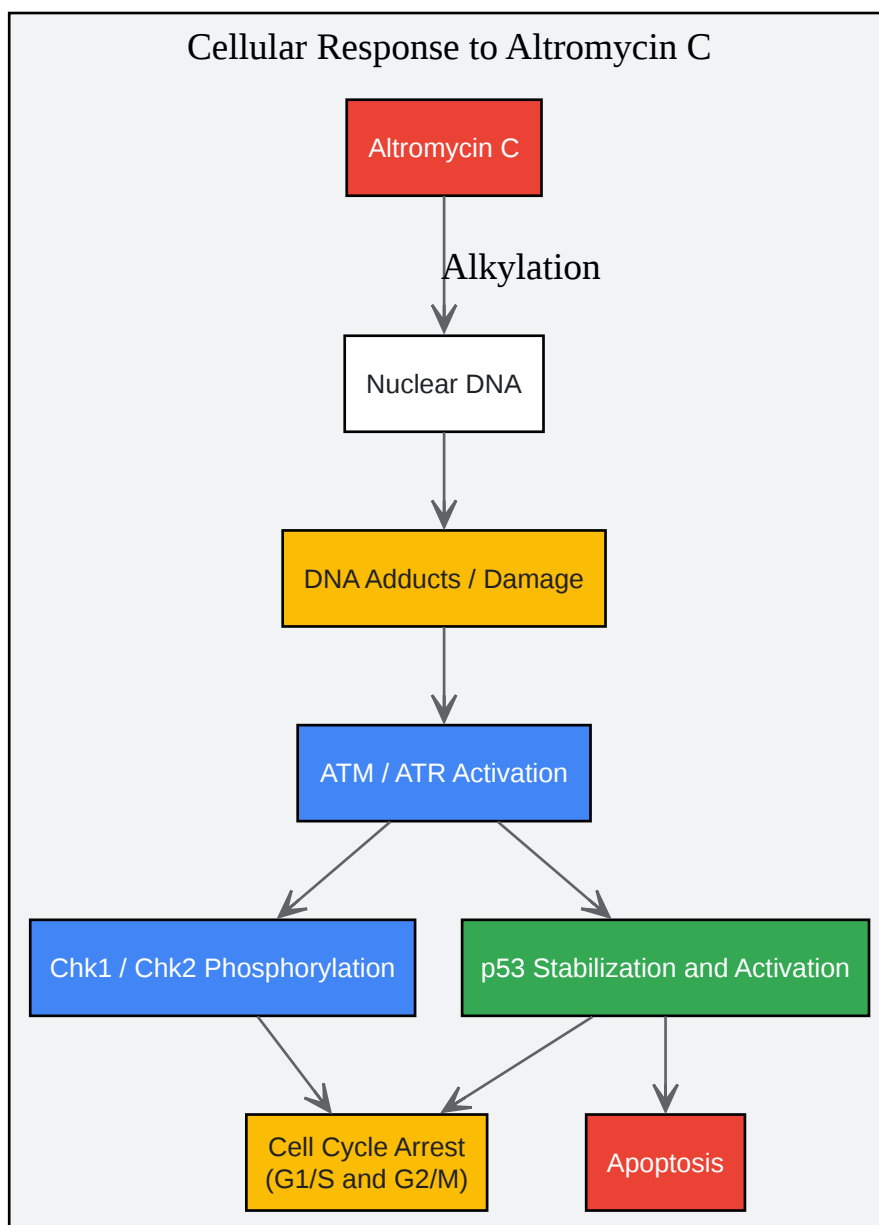 Cellular Response to Altromycin C
Altromycin C
Alkylation
Nuclear DNA
DNA Adducts / Damage
ATM / ATR Activation
Chk1 / Chk2 Phosphorylation
p53 Stabilization and Activation
Cell Cycle Arrest
(G1/S and G2/M)
Apoptosis